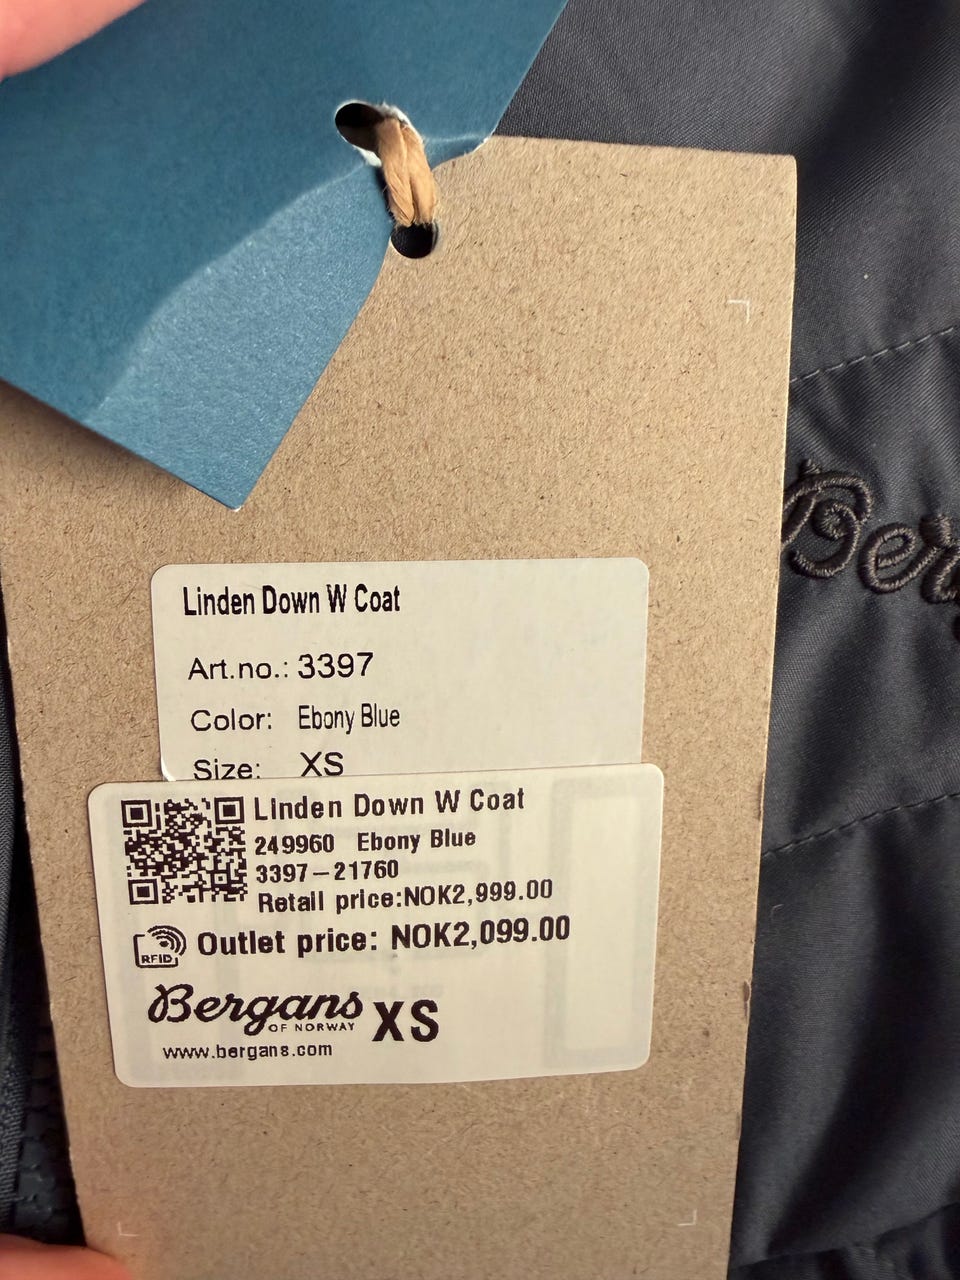 Linden Down W Coat
Art.no.: 3397
Color: Ebony Blue
Size: XS
Linden Down W Coat
249960 Ebony Blue
3397-21760
Retail price:NOK2,999.00
RFID
Outlet price: NOK2,099.00
Bergans
OF NORWAY
XS
www.bergans.com
Ber